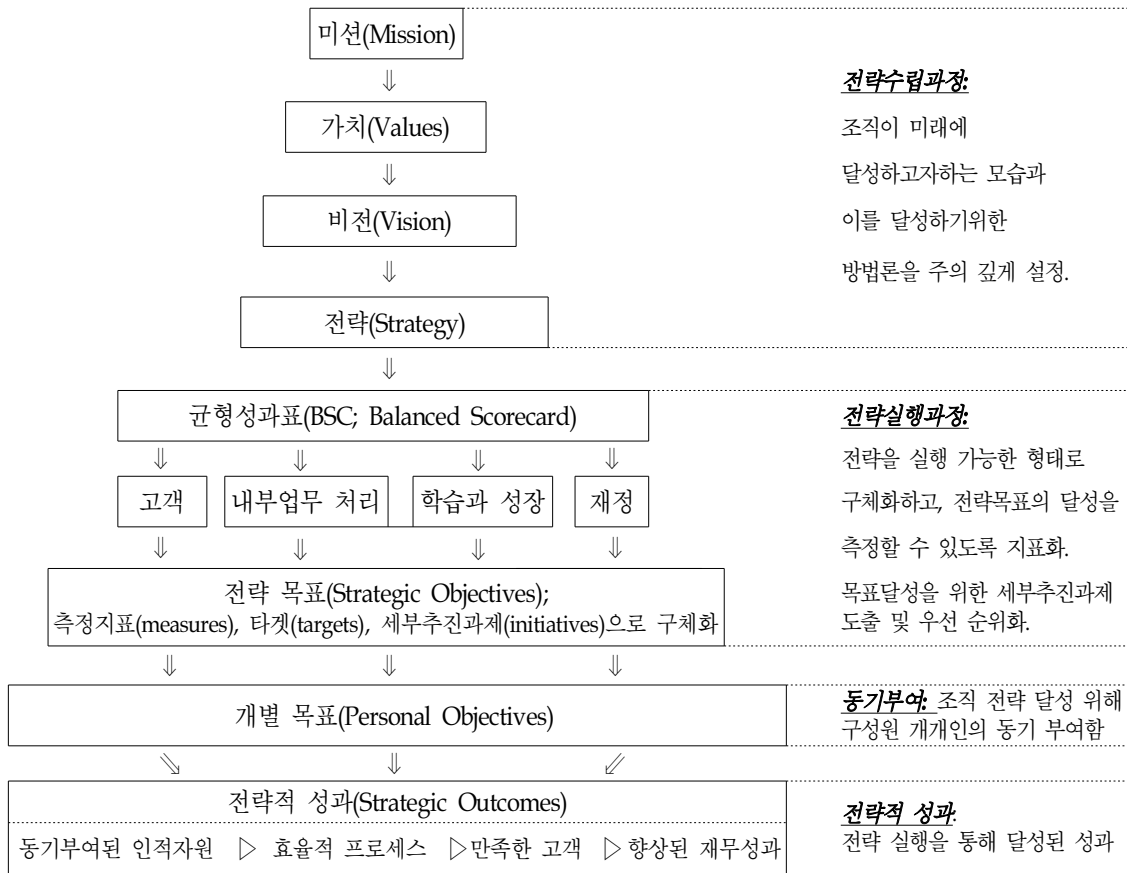 미션(Mission)
⇓
가치(Values)
⇓
비전(Vision)
⇓
전략(Strategy)
전략수립과정:
조직이 미래에
달성하고자하는 모습과
이를 달성하기위한
방법론을 주의 깊게 설정.
⇓
균형성과표(BSC; Balanced Scorecard)
⇓ ⇓ ⇓ ⇓
고객 내부업무 처리 학습과 성장 재정
⇓ ⇓ ⇓ ⇓
전략 목표(Strategic Objectives);
측정지표(measures), 타겟(targets), 세부추진과제(initiatives)으로 구체화
전략실행과정:
전략을 실행 가능한 형태로
구체화하고, 전략목표의 달성을
측정할 수 있도록 지표화.
목표달성을 위한 세부추진과제
도출 및 우선 순위화.
⇓ ⇓ ⇓
개별 목표(Personal Objectives)
동기부여: 조직 전략 달성 위해
구성원 개개인의 동기 부여함
⇘ ⇓ ⇙
전략적 성과(Strategic Outcomes)
동기부여된 인적자원 ▷ 효율적 프로세스 ▷만족한 고객 ▷향상된 재무성과
전략적 성과:
전략 실행을 통해 달성된 성과